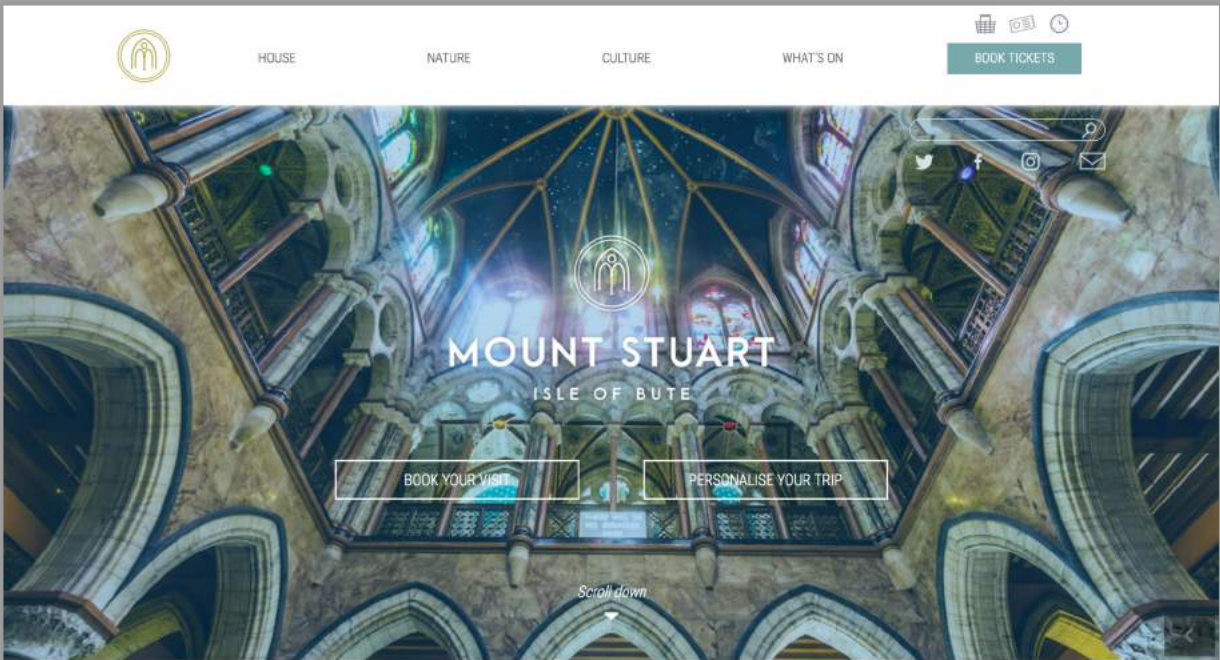 HOUSE
NATURE
CULTURE
WHAT'S ON
BOOK TICKETS
MOUNT STUART
ISLE OF BUTE
BOOK YOUR VISIT
PERSONALISE YOUR TRIP
Scroll down